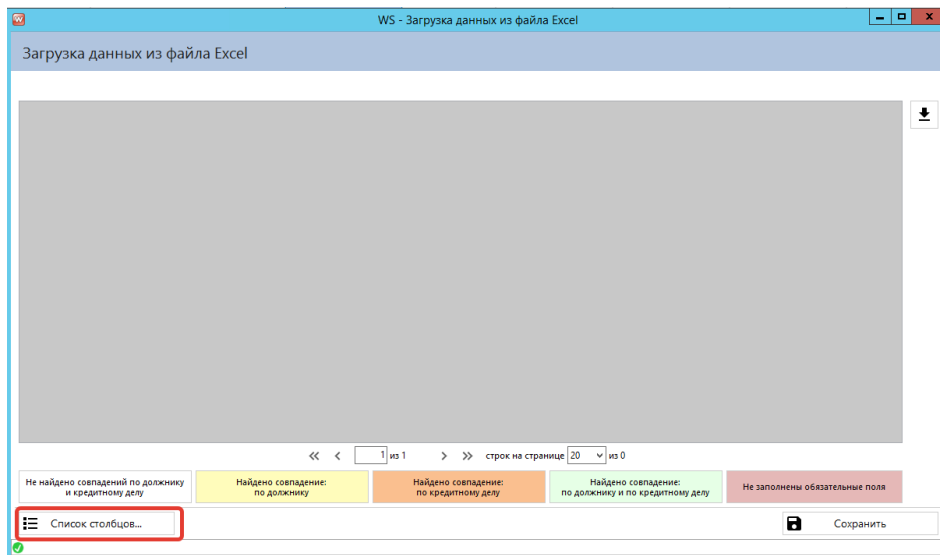 WS - Загрузка данных из файла Excel
Загрузка данных из файла Excel
1 из 1 строк на странице 20 из 0
Не найдено совпадений по должнику
и кредитному делу
Найдено совпадение:
по должнику
Найдено совпадение:
по кредитному делу
Найдено совпадение:
по должнику и по кредитному делу
Не заполнены обязательные поля
Список столбцов...
Сохранить